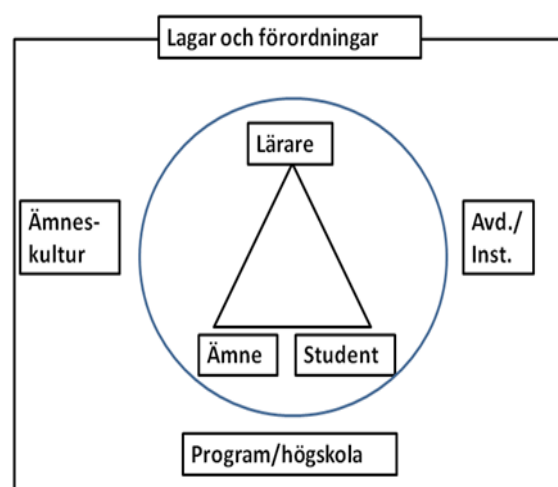 Lagar och förordningar
Lärare
Ämnes-
kultur
Avd./
Inst.
Ämne
Student
Program/högskola